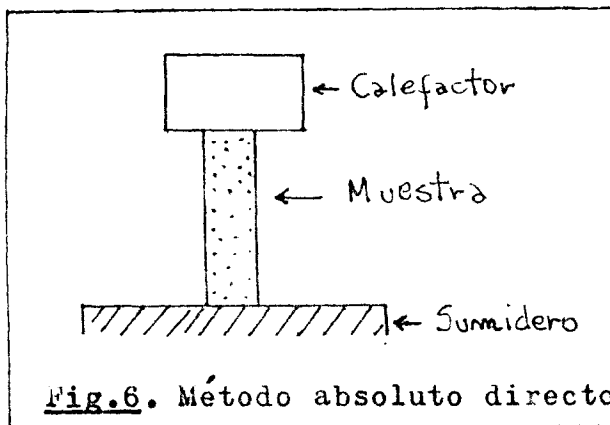 Calefactor
Muestra
Sumidero
Fig.6. Método absoluto directo